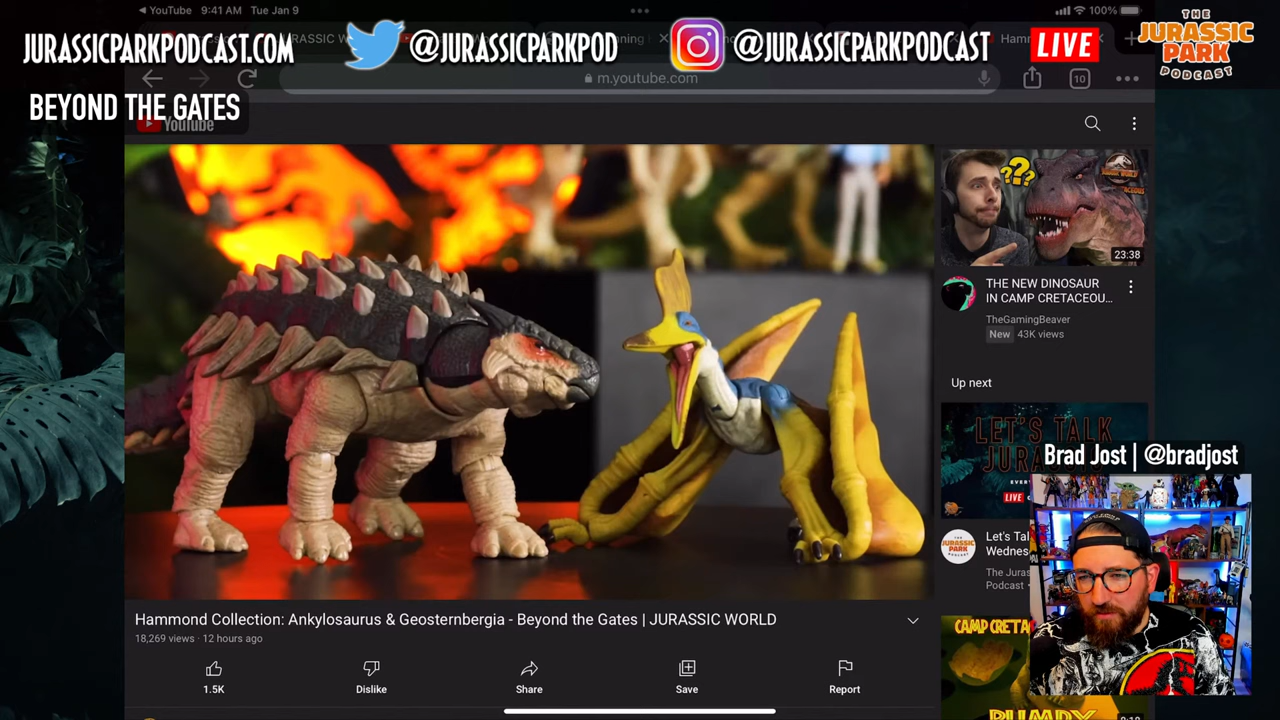 YouTube 9:41 AM Tue Jan 9
100%
JURASSICPARKPODCAST.COM
@JURASSICPARKPOD
@JURASSICPARKPODCAST
LIVE
THE
JURASSIC
PARK
PODCAST
m.youtube.com
10
BEYOND THE GATES
YouTube
???
23:38
THE NEW DINOSAUR
IN CAMP CRETACEOU...
TheGamingBeaver
New 43K views
Up next
LET'S TALK
LIVE
Brad Jost | @bradjost
Let's Tal
Wednes
The Juras
Podcast
Hammond Collection: Ankylosaurus & Geosternbergia - Beyond the Gates | JURASSIC WORLD
18,269 views · 12 hours ago
1.5K
Dislike
Share
Save
Report
CAMP CRETA
BUMPY